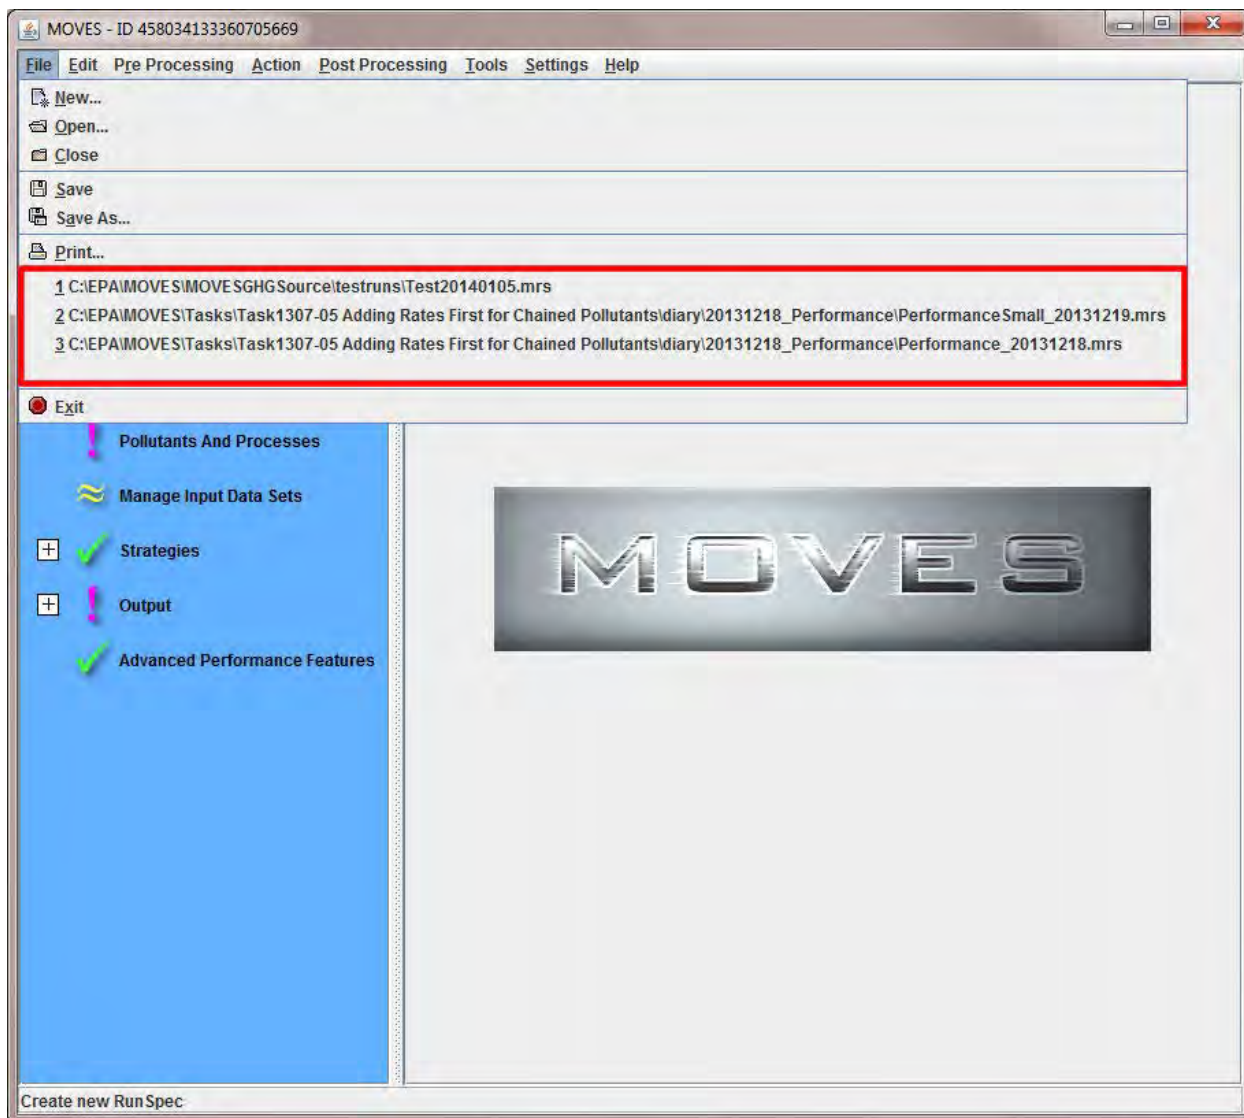 MOVES - ID 458034133360705669
File Edit Pre Processing Action Post Processing Tools Settings Help
New...
Open...
Close
Save
Save As...
Print...
1 C:\EPA\MOVES\MOVESGHGSource\testruns\Test20140105.mrs
2 C:\EPA\MOVES\Tasks\Task1307-05 Adding Rates First for Chained Pollutants\diary\20131218_Performance\PerformanceSmall_20131219.mrs
3 C:\EPA\MOVES\Tasks\Task1307-05 Adding Rates First for Chained Pollutants\diary\20131218_Performance\Performance_20131218.mrs
Exit
Pollutants And Processes
Manage Input Data Sets
Strategies
Output
Advanced Performance Features
MOVES
Create new RunSpec